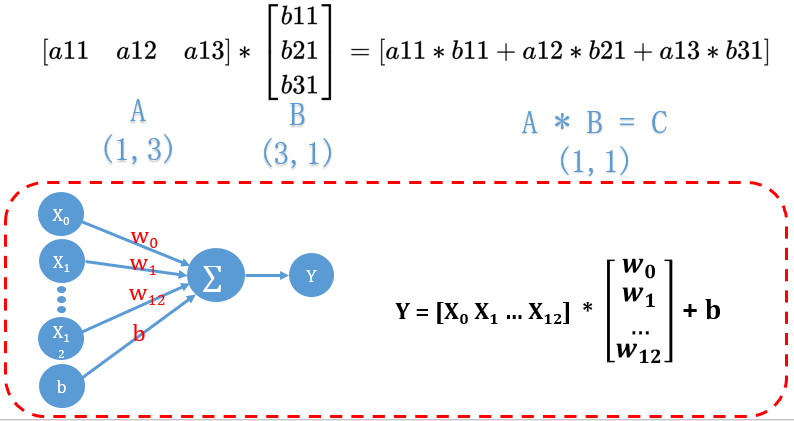 [a11 a12 a13] * [b11 b21 b31] = [a11 * b11 + a12 * b21 + a13 * b31]
A
(1,3)
B
(3,1)
A * B = C
(1,1)
X0
X1
X12
b
w0
w1
w12
b
∑
Y
Y = [X0 X1 ... X12] * [w0 w1 ... w12] + b